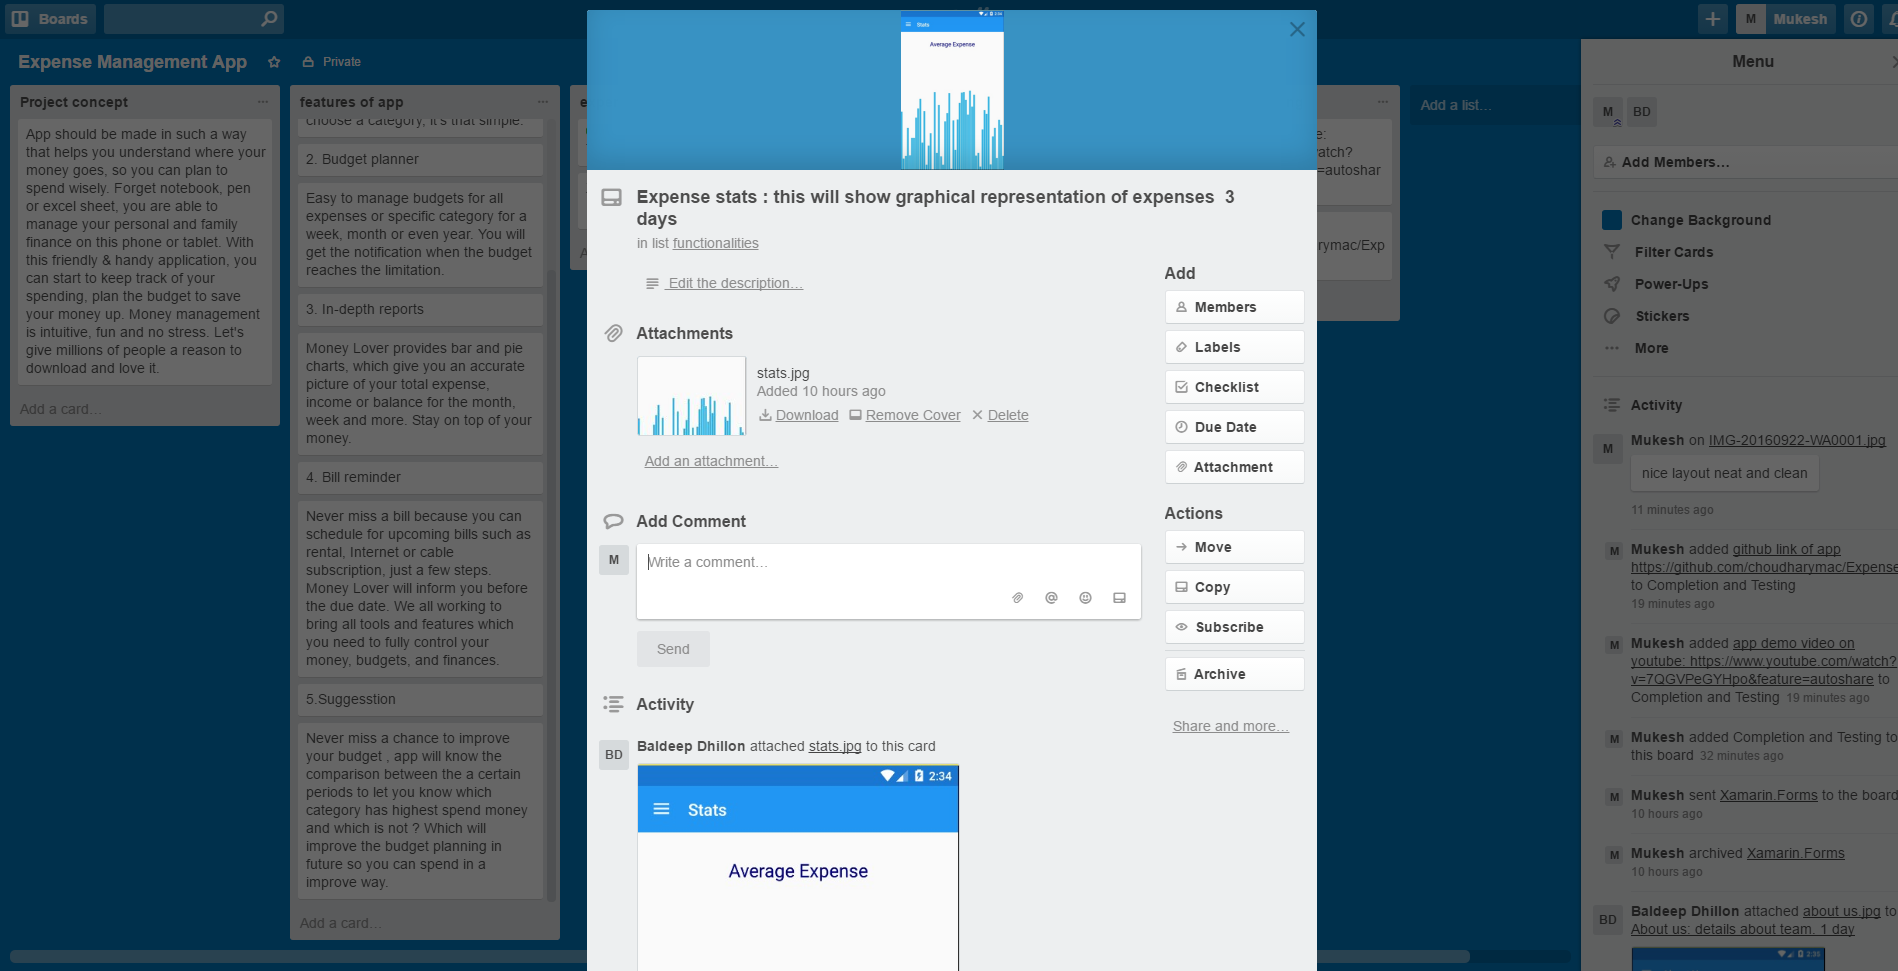 Boards
M
Mukesh
Expense Management App
Private
Project concept
App should be made in such a way
that helps you understand where your
money goes, so you can plan to
spend wisely. Forget notebook, pen
or excel sheet, you are able to
manage your personal and family
finance on this phone or tablet. With
this friendly & handy application, you
can start to keep track of your
spending, plan the budget to save
your money up. Money management
is intuitive, fun and no stress. Let's
give millions of people a reason to
download and love it.
Add a card…
features of app
choose a category, it's that simple.
2. Budget planner
Easy to manage budgets for all
expenses or specific category for a
week, month or even year. You will
get the notification when the budget
reaches the limitation.
3. In-depth reports
Money Lover provides bar and pie
charts, which give you an accurate
picture of your total expense,
income or balance for the month,
week and more. Stay on top of your
money.
4. Bill reminder
Never miss a bill because you can
schedule for upcoming bills such as
rental, Internet or cable
subscription, just a few steps.
Money Lover will inform you before
the due date. We all working to
bring all tools and features which
you need to fully control your
money, budgets, and finances.
5.Suggesstion
Never miss a chance to improve
your budget , app will know the
comparison between the a certain
periods to let you know which
category has highest spend money
and which is not ? Which will
improve the budget planning in
future so you can spend in a
improve way.
Add a card…
Stats
Average Expense
Expense stats : this will show graphical representation of expenses 3
days
in list functionalities
Edit the description…
Attachments
stats.jpg
Added 10 hours ago
Download Remove Cover Delete
Add an attachment…
Add Comment
M
Write a comment…
Send
Activity
BD
Baldeep Dhillon attached stats.jpg to this card
2:34
Stats
Average Expense
Add
Members
Labels
Checklist
Due Date
Attachment
Actions
Move
Copy
Subscribe
Archive
Share and more…
e:
atch?
=autoshar
rymac/Exp
Add a list…
Menu
M BD
Add Members…
Change Background
Filter Cards
Power-Ups
Stickers
More
Activity
M
Mukesh on IMG-20160922-WA0001.jpg
nice layout neat and clean
11 minutes ago
M
Mukesh added github link of app
https://github.com/choudharymac/Expense
to Completion and Testing
19 minutes ago
M
Mukesh added app demo video on
youtube: https://www.youtube.com/watch?
v=7QGVPeGYHpo&feature=autoshare to
Completion and Testing 19 minutes ago
M
Mukesh added Completion and Testing to
this board 32 minutes ago
M
Mukesh sent Xamarin.Forms to the board
10 hours ago
M
Mukesh archived Xamarin.Forms
10 hours ago
BD
Baldeep Dhillon attached about us.jpg to
About us: details about team. 1 day